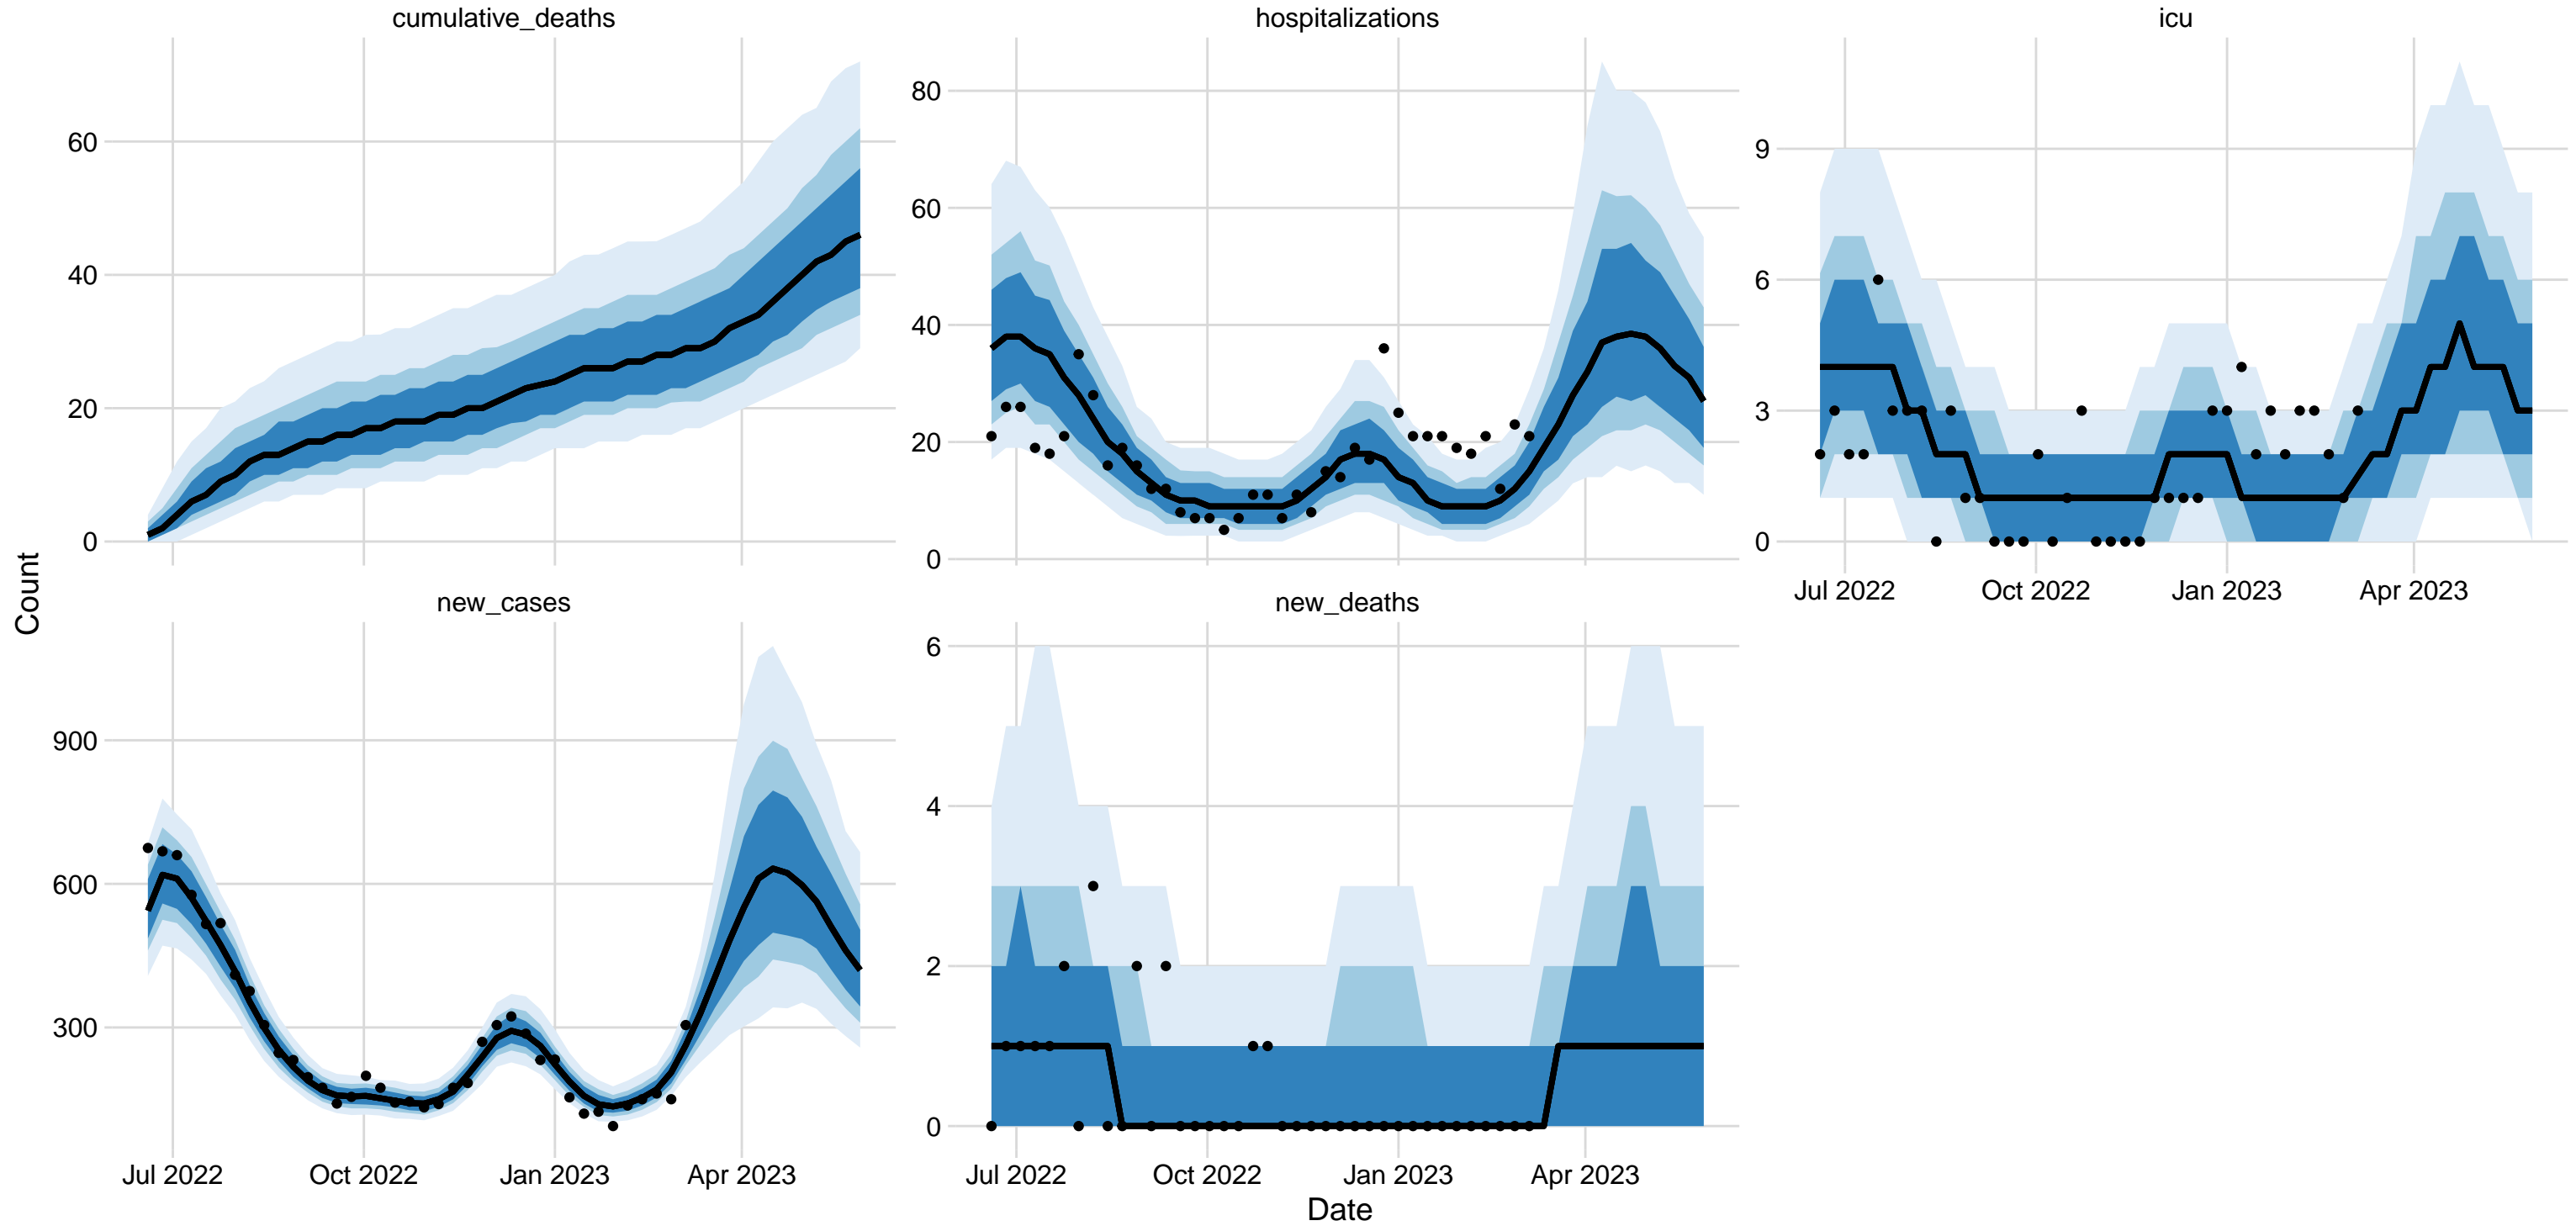 cumulative_deaths
hospitalizations
icu
60
40
20
0
80
60
40
20
0
9
6
3
0
Jul 2022 Oct 2022 Jan 2023 Apr 2023
Count
new_cases
new_deaths
900
600
300
6
4
2
0
Jul 2022 Oct 2022 Jan 2023 Apr 2023
Jul 2022 Oct 2022 Jan 2023 Apr 2023
Date